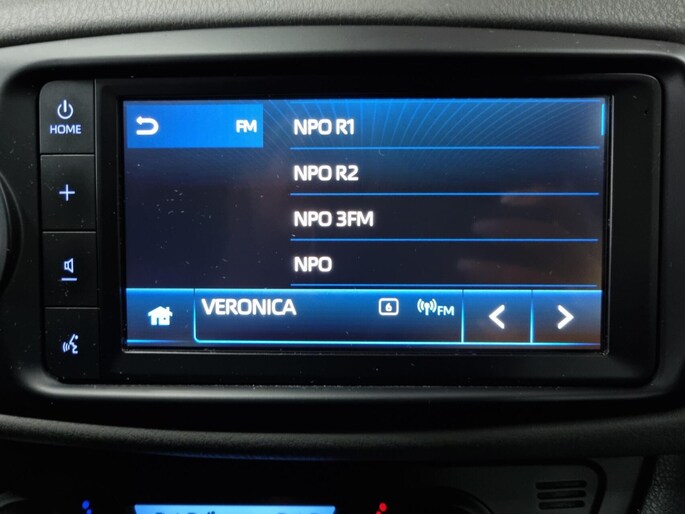 HOME
FM
NPO R1
NPO R2
NPO 3FM
NPO
VERONICA 6 FM